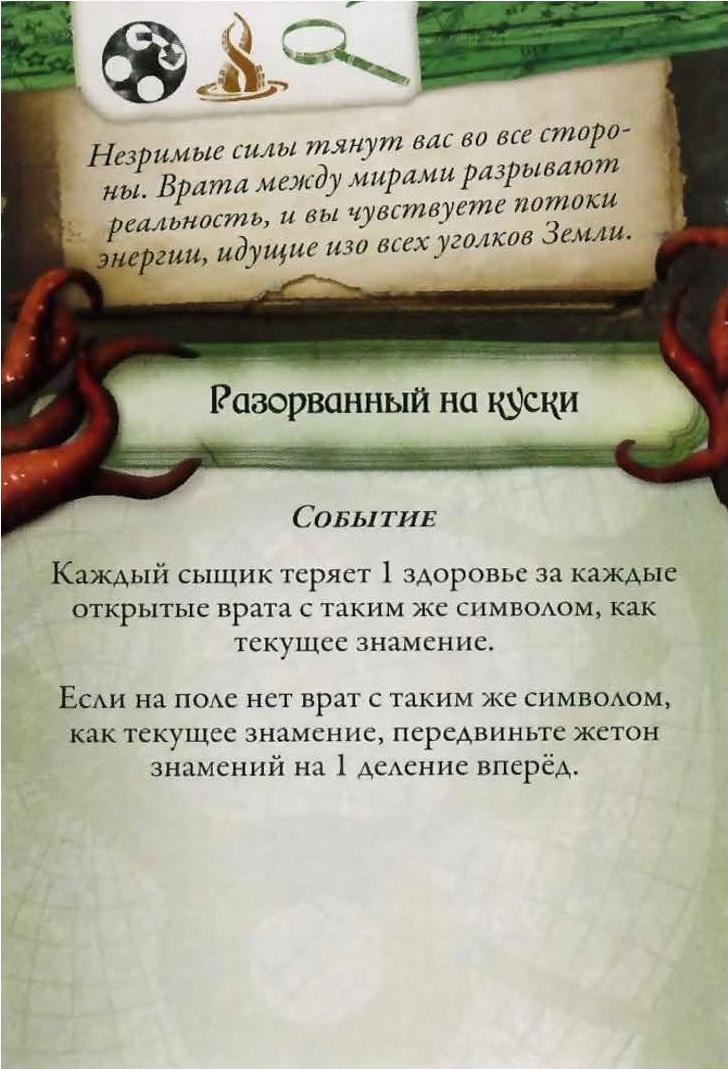 Незримые силы тянут вас во все сторо-
ны. Врата между мирами разрывают
реальность, и вы чувствуете потоки
энергии, идущие изо всех уголков Земли.
Разорванный на куски
Событие
Каждый сыщик теряет 1 здоровье за каждые
открытые врата с таким же символом, как
текущее знамение.
Если на поле нет врат с таким же символом,
как текущее знамение, передвиньте жетон
знамений на 1 деление вперёд.